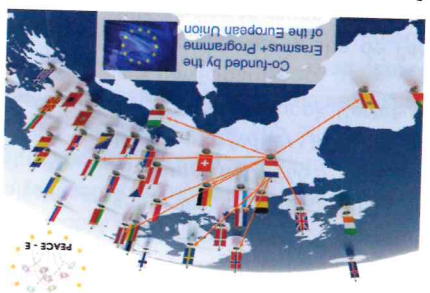 PEACE - E
Co-funded by the
Erasmus+ Programme
of the European Union